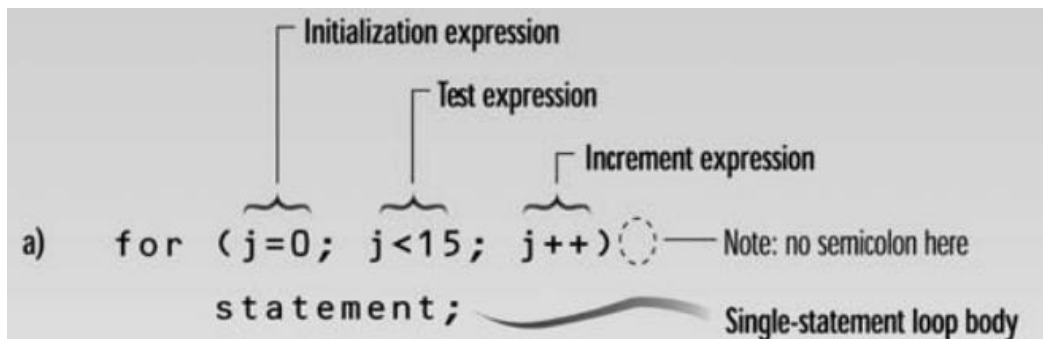 Initialization expression
Test expression
Increment expression
a) for (j=0; j<15; j++) Note: no semicolon here
statement; Single-statement loop body